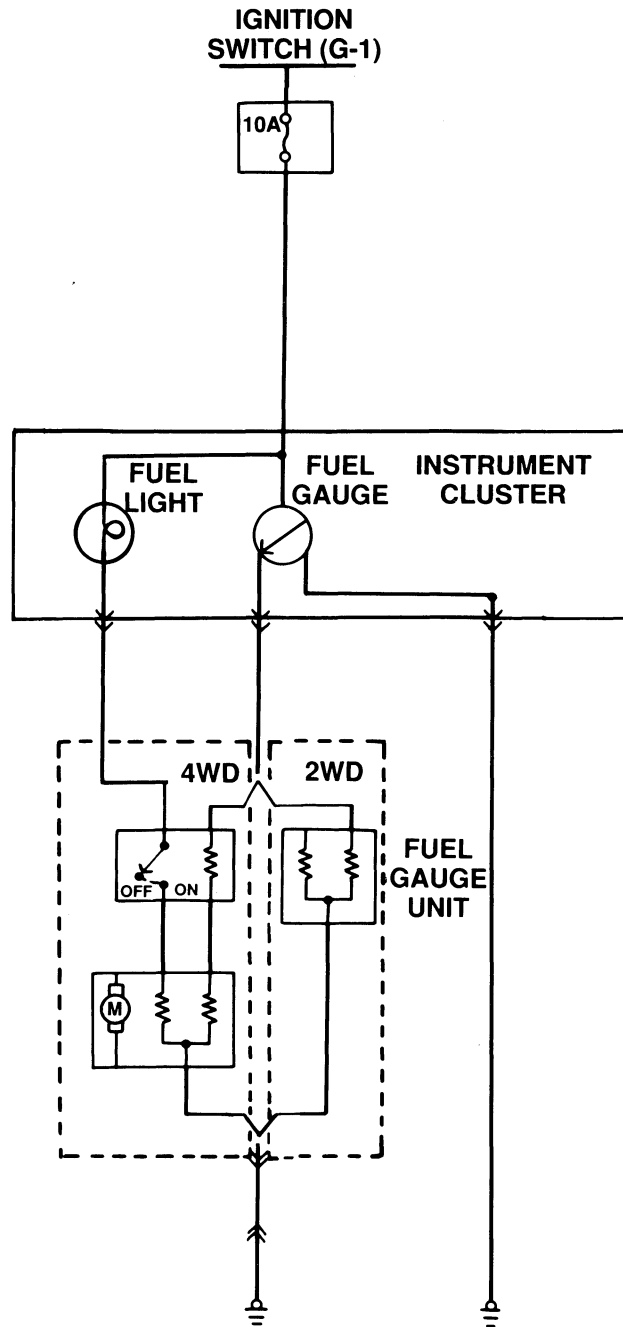 IGNITION
SWITCH (G-1)
10A
FUEL
LIGHT
FUEL
GAUGE
INSTRUMENT
CLUSTER
4WD
2WD
OFF
ON
FUEL
GAUGE
UNIT
M